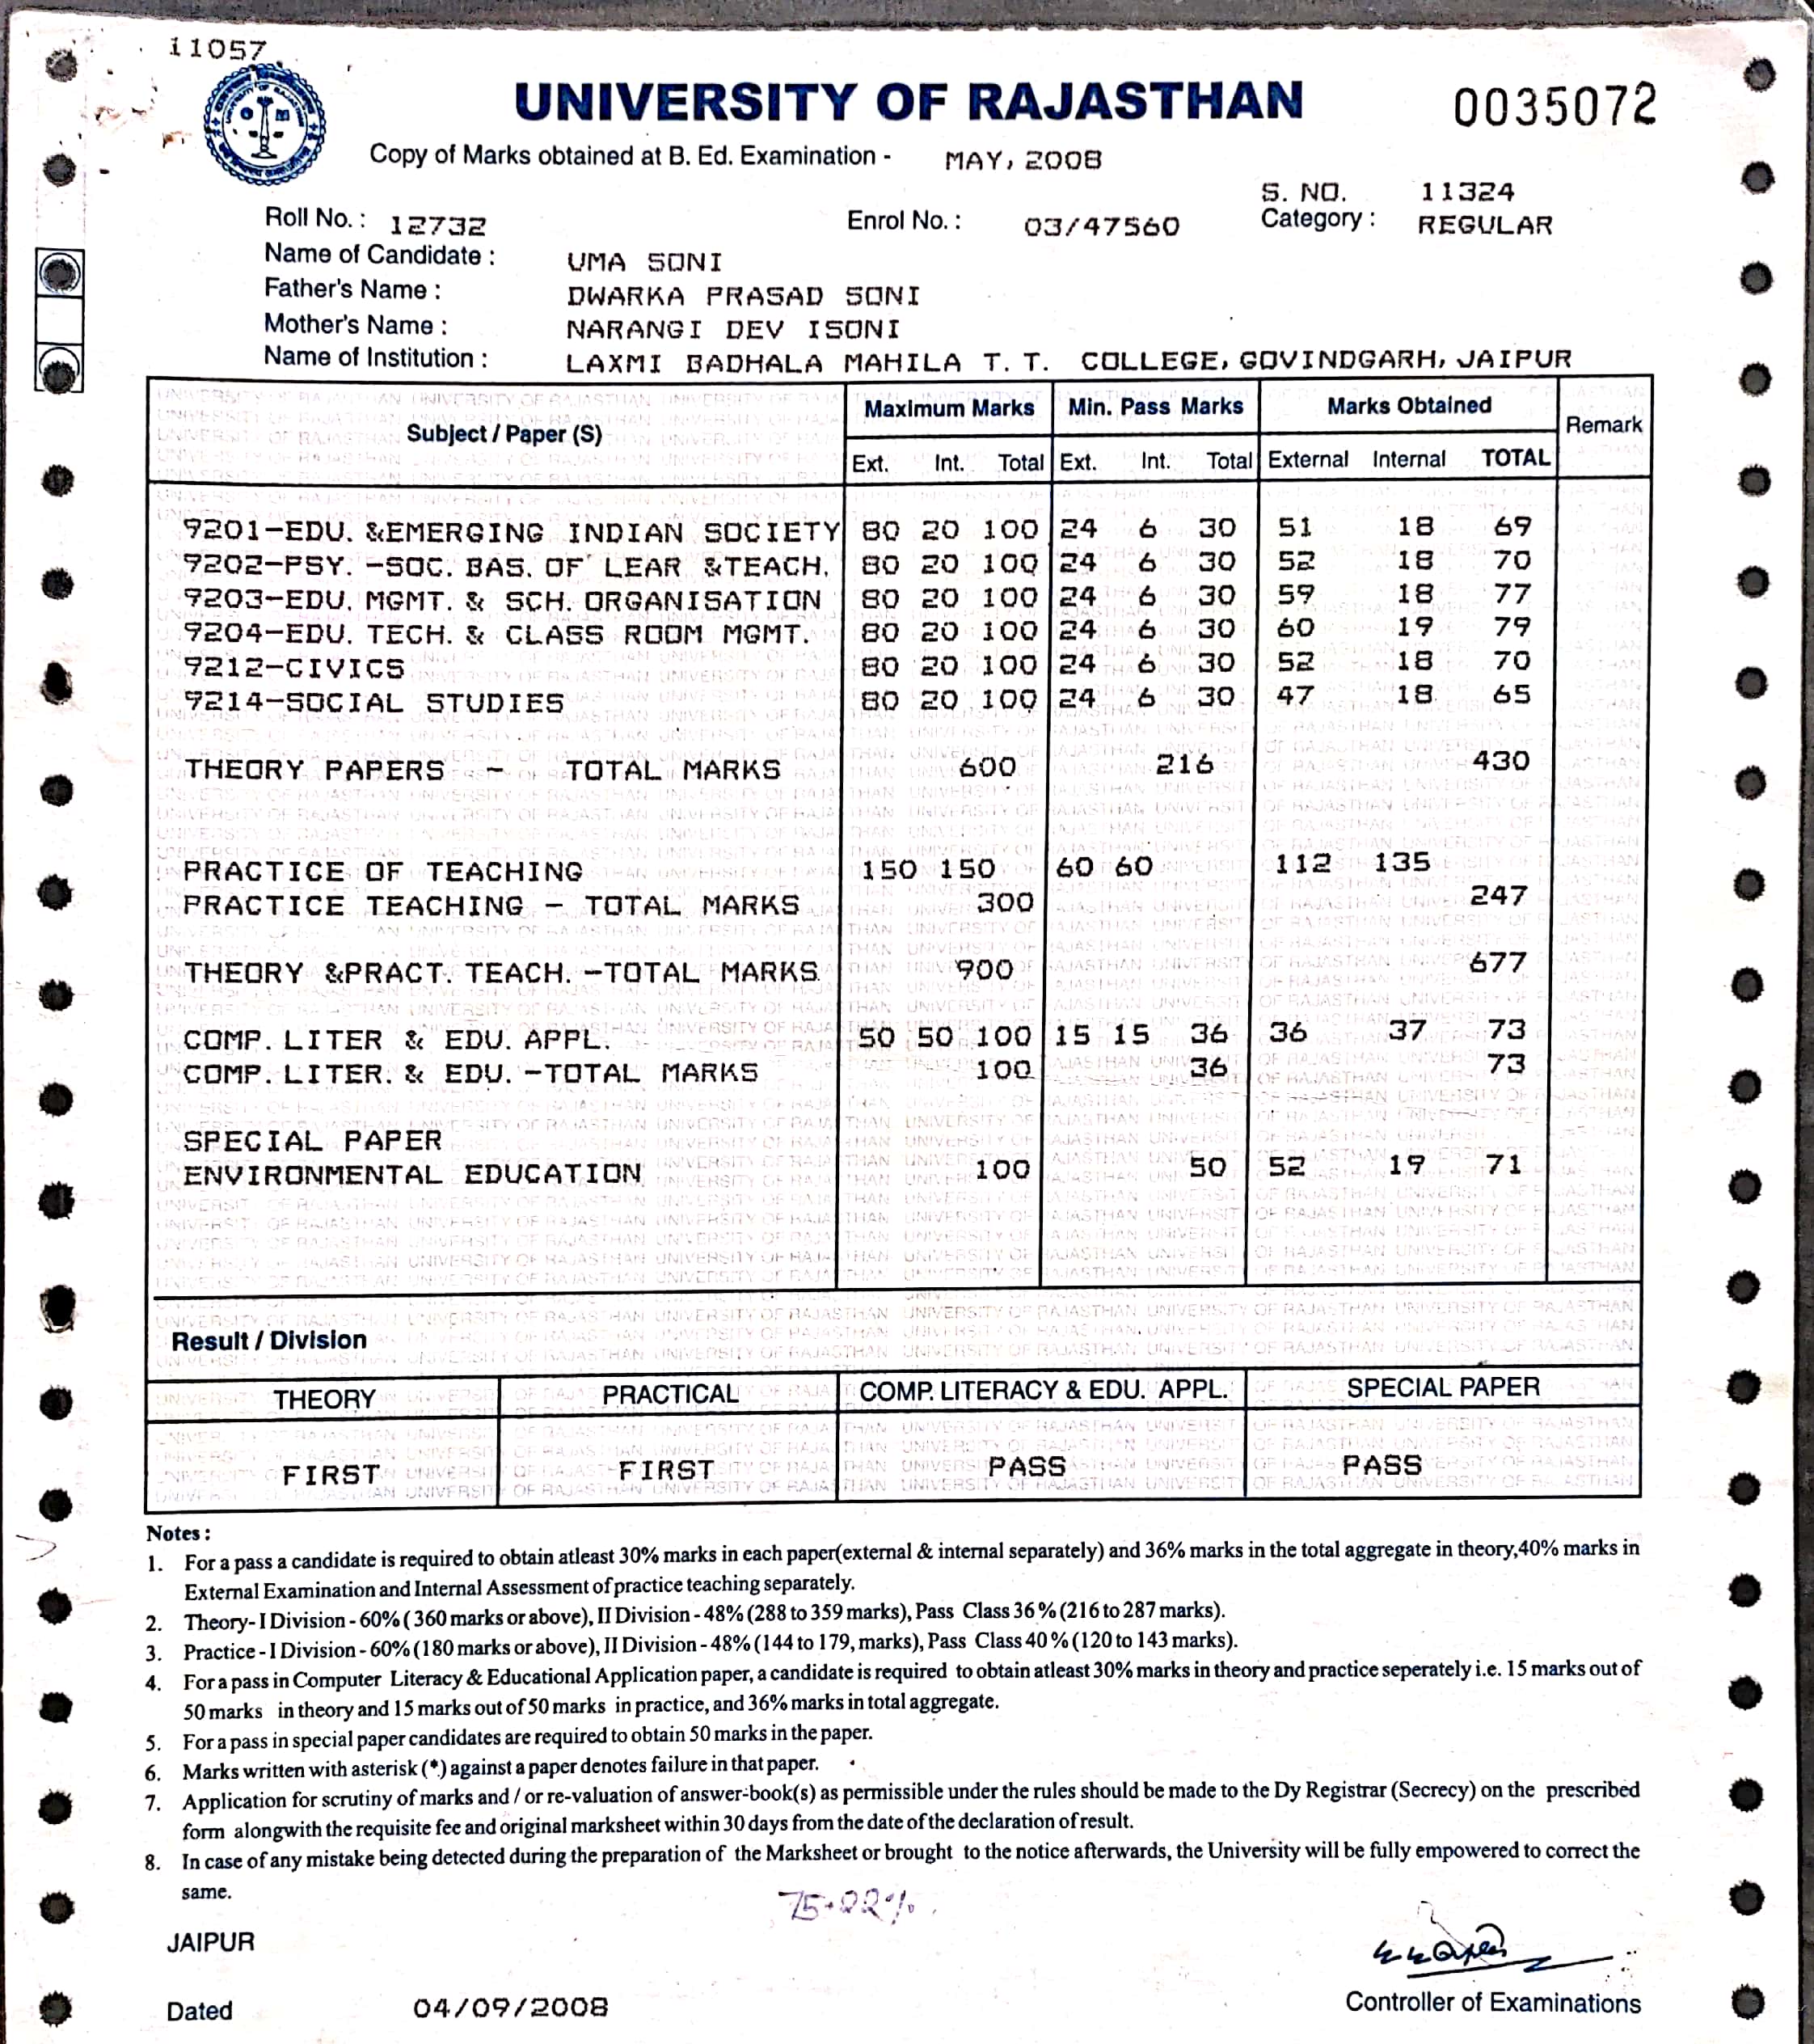 11057
UNIVERSITY OF RAJASTHAN 0035072
Copy of Marks obtained at B. Ed. Examination - MAY, 2008
S. NO. 11324
Roll No. : 12732 Enrol No. : 03/47560 Category : REGULAR
Name of Candidate : UMA SONI
Father's Name : DWARKA PRASAD SONI
Mother's Name : NARANGI DEV ISONI
Name of Institution : LAXMI BADHALA MAHILA T. T. COLLEGE, GOVINDGARH, JAIPUR
Subject / Paper (S) Maximum Marks Min. Pass Marks Marks Obtained Remark
Ext. Int. Total Ext. Int. Total External Internal TOTAL
9201-EDU. &EMERGING INDIAN SOCIETY 80 20 100 24 6 30 51 18 69
9202-PSY. -SOC. BAS. OF LEAR &TEACH. 80 20 100 24 6 30 52 18 70
9203-EDU. MGMT. & SCH. ORGANISATION 80 20 100 24 6 30 59 18 77
9204-EDU. TECH. & CLASS ROOM MGMT. 80 20 100 24 6 30 60 19 79
9212-CIVICS 80 20 100 24 6 30 52 18 70
9214-SOCIAL STUDIES 80 20 100 24 6 30 47 18 65
THEORY PAPERS - TOTAL MARKS 600 216 430
PRACTICE OF TEACHING 150 150 60 60 112 135
PRACTICE TEACHING - TOTAL MARKS 300 247
THEORY &PRACT. TEACH. -TOTAL MARKS 900 677
COMP. LITER & EDU. APPL. 50 50 100 15 15 36 36 37 73
COMP. LITER. & EDU. -TOTAL MARKS 100 36 73
SPECIAL PAPER
ENVIRONMENTAL EDUCATION 100 50 52 19 71
Result / Division
THEORY PRACTICAL COMP. LITERACY & EDU. APPL. SPECIAL PAPER
FIRST FIRST PASS PASS
Notes :
1. For a pass a candidate is required to obtain atleast 30% marks in each paper(external & internal separately) and 36% marks in the total aggregate in theory,40% marks in
External Examination and Internal Assessment of practice teaching separately.
2. Theory- I Division - 60% ( 360 marks or above), II Division - 48% (288 to 359 marks), Pass Class 36 % (216 to 287 marks).
3. Practice - I Division - 60% (180 marks or above), II Division - 48% (144 to 179, marks), Pass Class 40 % (120 to 143 marks).
4. For a pass in Computer Literacy & Educational Application paper, a candidate is required to obtain atleast 30% marks in theory and practice seperately i.e. 15 marks out of
50 marks in theory and 15 marks out of 50 marks in practice, and 36% marks in total aggregate.
5. For a pass in special paper candidates are required to obtain 50 marks in the paper.
6. Marks written with asterisk (*) against a paper denotes failure in that paper.
7. Application for scrutiny of marks and / or re-valuation of answer-book(s) as permissible under the rules should be made to the Dy Registrar (Secrecy) on the prescribed
form alongwith the requisite fee and original marksheet within 30 days from the date of the declaration of result.
8. In case of any mistake being detected during the preparation of the Marksheet or brought to the notice afterwards, the University will be fully empowered to correct the
same.
75.22%
JAIPUR
Dated 04/09/2008 Controller of Examinations